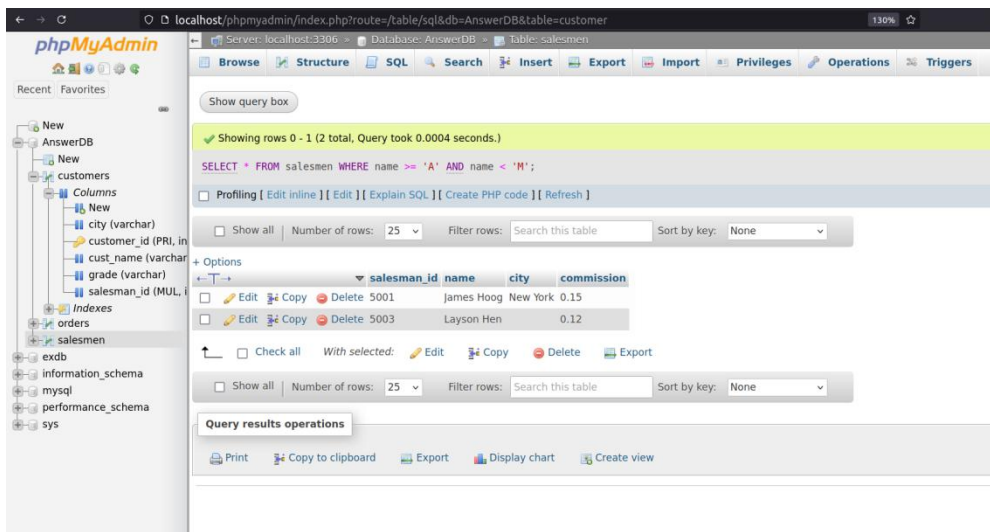 localhost/phpmyadmin/index.php?route=/table/sql&db=AnswerDB&table=customer 130%
phpMyAdmin
Recent Favorites
New
AnswerDB
New
customers
Columns
New
city (varchar)
customer_id (PRI, in
cust_name (varchar
grade (varchar)
salesman_id (MUL, i
Indexes
orders
salesmen
exdb
information_schema
mysql
performance_schema
sys
Server: localhost:3306 » Database: AnswerDB » Table: salesmen
Browse Structure SQL Search Insert Export Import Privileges Operations Triggers
Show query box
Showing rows 0 - 1 (2 total, Query took 0.0004 seconds.)
SELECT * FROM salesmen WHERE name >= 'A' AND name < 'M';
Profiling [ Edit inline ] [ Edit ] [ Explain SQL ] [ Create PHP code ] [ Refresh ]
Show all | Number of rows: 25 Filter rows: Search this table Sort by key: None
+ Options
←T→ salesman_id name city commission
Edit Copy Delete 5001 James Hoog New York 0.15
Edit Copy Delete 5003 Layson Hen 0.12
Check all With selected: Edit Copy Delete Export
Show all | Number of rows: 25 Filter rows: Search this table Sort by key: None
Query results operations
Print Copy to clipboard Export Display chart Create view